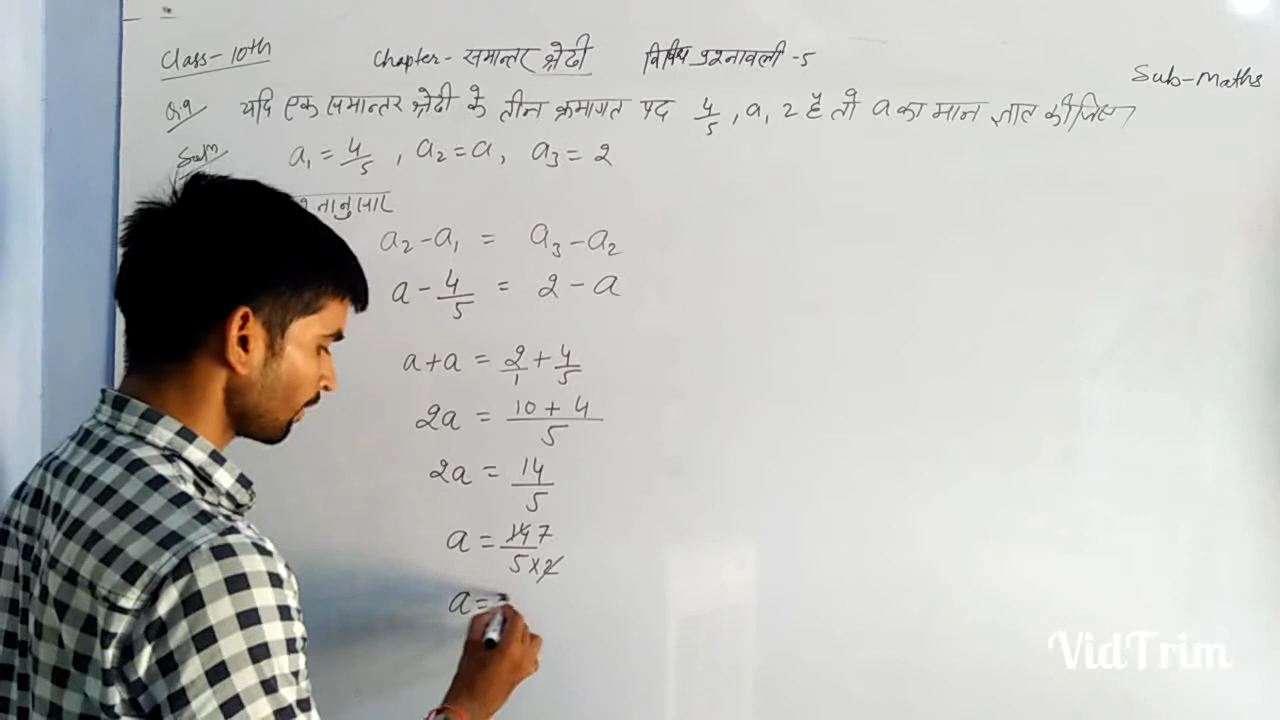 Class-10th Chapter- समान्तर श्रेढी विविध प्रश्नावली -5
Sub-Maths
Q.9 यदि एक समान्तर श्रेढी के तीन क्रमागत पद 4/5, a, 2 हैं तो a का मान ज्ञात कीजिए।
Solⁿ a₁ = 4/5, a₂ = a, a₃ = 2
नानुसार
a₂ - a₁ = a₃ - a₂
a - 4/5 = 2 - a
a + a = 2/1 + 4/5
2a = 10 + 4/5
2a = 14/5
a = 14 7/5×2
a =
VidTrim